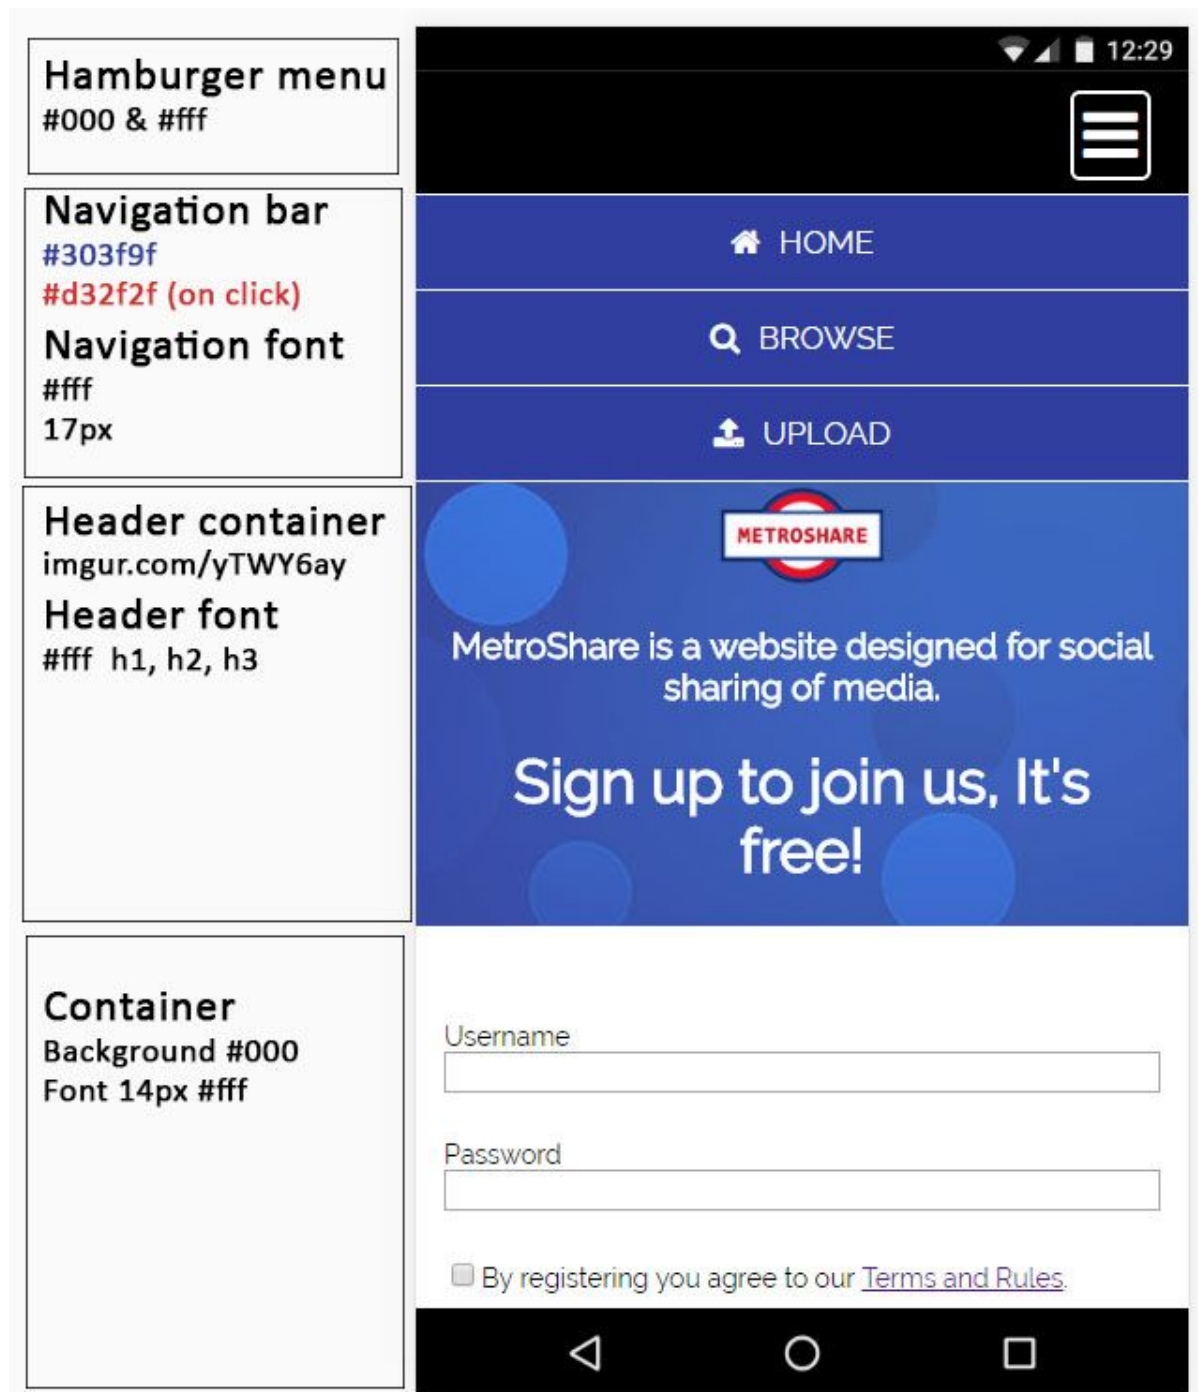 Hamburger menu
#000 & #fff
Navigation bar
#303f9f
#d32f2f (on click)
Navigation font
#fff
17px
Header container
imgur.com/yTWY6ay
Header font
#fff h1, h2, h3
Container
Background #000
Font 14px #fff
12:29
HOME
BROWSE
UPLOAD
METROSHARE
MetroShare is a website designed for social
sharing of media.
Sign up to join us, It's
free!
Username
Password
By registering you agree to our Terms and Rules.